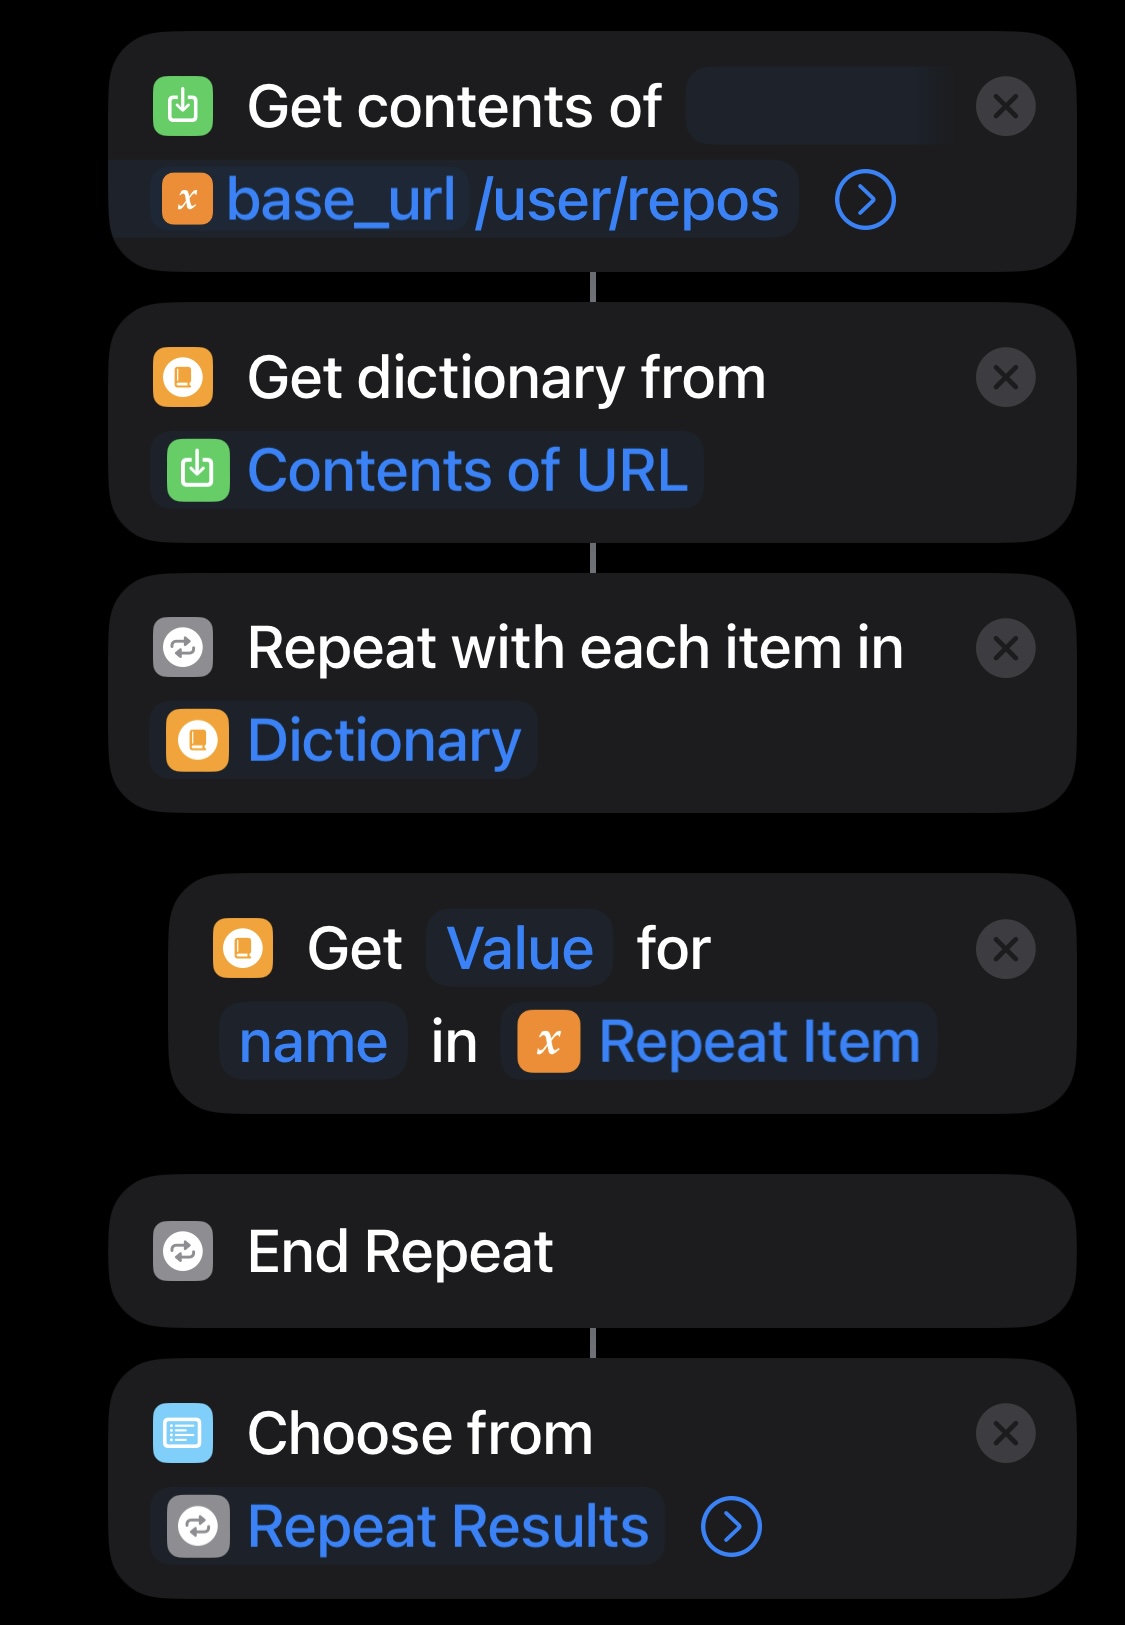 Get contents of
x base_url /user/repos
Get dictionary from
Contents of URL
Repeat with each item in
Dictionary
Get Value for
name in x Repeat Item
End Repeat
Choose from
Repeat Results